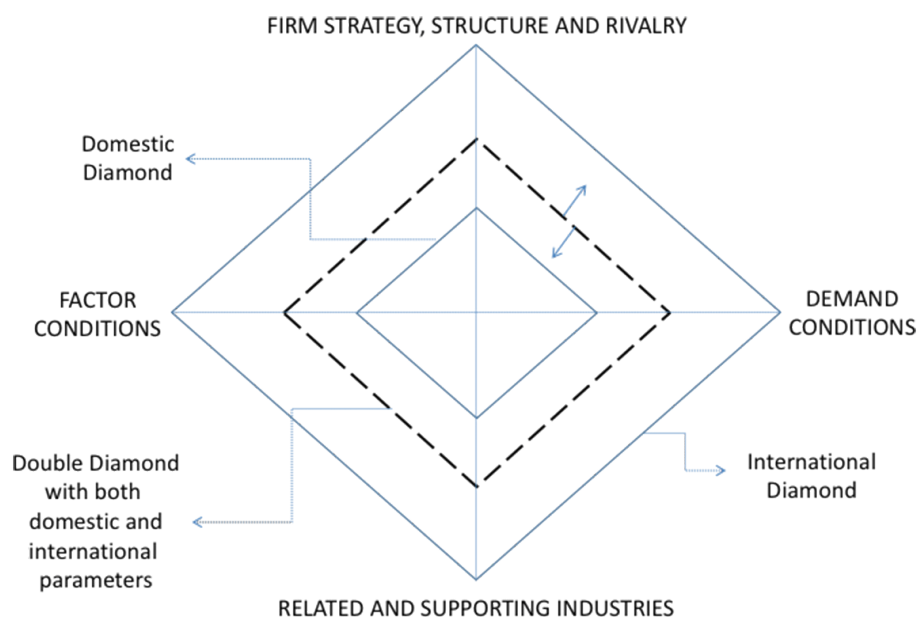 FIRM STRATEGY, STRUCTURE AND RIVALRY
Domestic
Diamond
FACTOR
CONDITIONS
DEMAND
CONDITIONS
Double Diamond
with both
domestic and
international
parameters
International
Diamond
RELATED AND SUPPORTING INDUSTRIES